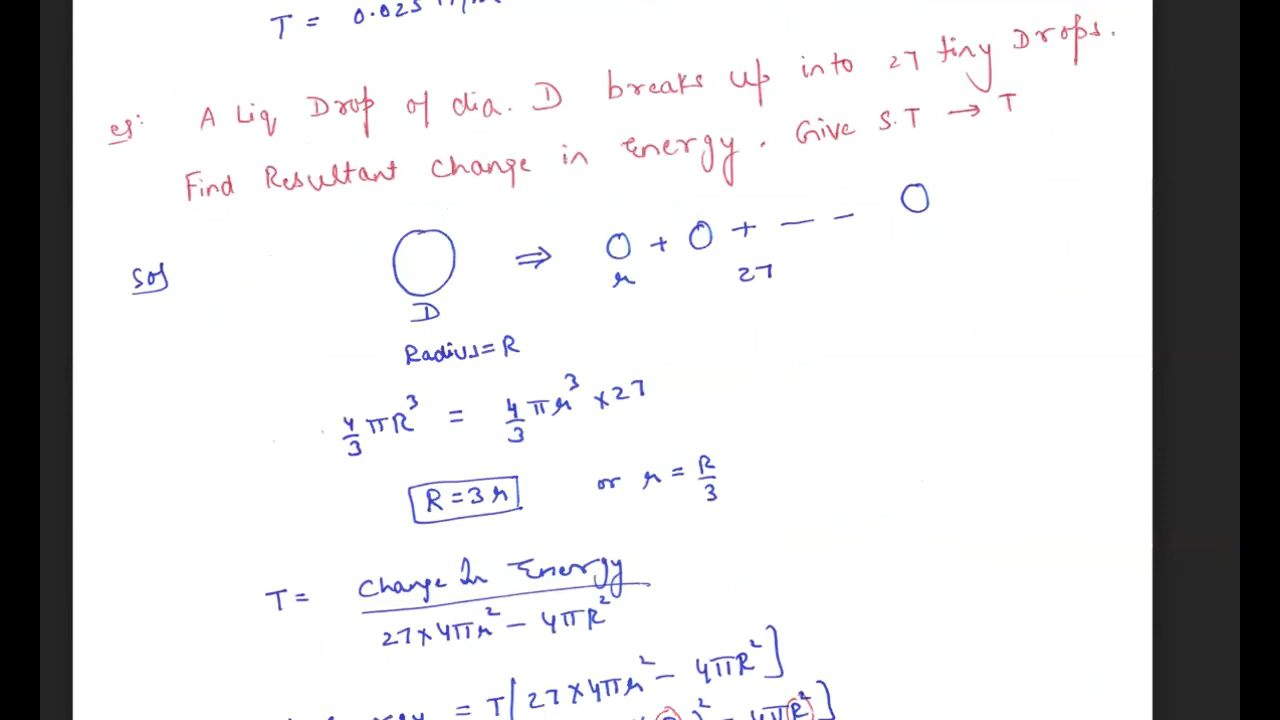 T = 0.025
eg: A Liq Drop of dia. D breaks up into 27 tiny Drops.
Find Resultant change in Energy. Give S.T → T
Sol
O ⇒ O + O + — — O
D r 27
Radius = R
4/3 πR³ = 4/3 πr³ × 27
R = 3r or r = R/3
T = Change In Energy / 27×4πr² − 4πR²
= T[27×4πr² − 4πR²]
− 4πR²]